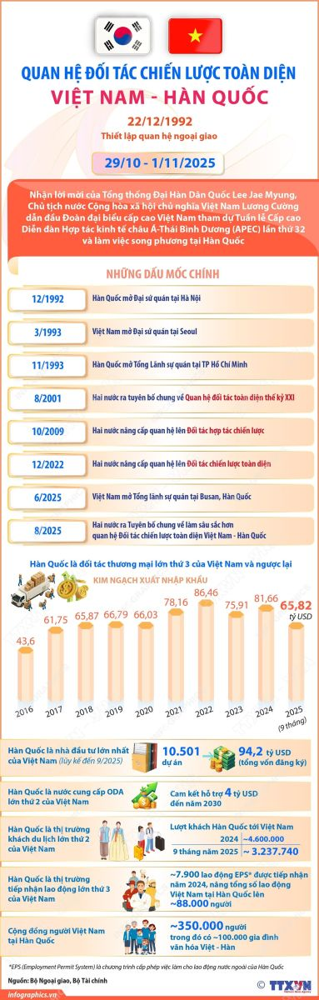 QUAN HỆ ĐỐI TÁC CHIẾN LƯỢC TOÀN DIỆN
VIỆT NAM - HÀN QUỐC
22/12/1992
Thiết lập quan hệ ngoại giao
29/10 - 1/11/2025
Nhận lời mời của Tổng thống Đại Hàn Dân Quốc Lee Jae Myung,
Chủ tịch nước Cộng hòa xã hội chủ nghĩa Việt Nam Lương Cường
dẫn đầu Đoàn đại biểu cấp cao Việt Nam tham dự Tuần lễ Cấp cao
Diễn đàn Hợp tác kinh tế châu Á-Thái Bình Dương (APEC) lần thứ 32
và làm việc song phương tại Hàn Quốc
NHỮNG DẤU MỐC CHÍNH
12/1992 Hàn Quốc mở Đại sứ quán tại Hà Nội
3/1993 Việt Nam mở Đại sứ quán tại Seoul
11/1993 Hàn Quốc mở Tổng Lãnh sự quán tại TP Hồ Chí Minh
8/2001 Hai nước ra tuyên bố chung về Quan hệ đối tác toàn diện thế kỷ XXI
10/2009 Hai nước nâng cấp quan hệ lên Đối tác hợp tác chiến lược
12/2022 Hai nước nâng cấp quan hệ lên Đối tác chiến lược toàn diện
6/2025 Việt Nam mở Tổng lãnh sự quán tại Busan, Hàn Quốc
8/2025 Hai nước ra Tuyên bố chung về làm sâu sắc hơn
quan hệ Đối tác chiến lược toàn diện Việt Nam - Hàn Quốc
Hàn Quốc là đối tác thương mại lớn thứ 3 của Việt Nam và ngược lại
KIM NGẠCH XUẤT NHẬP KHẨU
43,6 61,75 65,87 66,79 66,03 78,16 86,46 75,91 81,66 65,82
tỷ USD
2016 2017 2018 2019 2020 2021 2022 2023 2024 2025
(9 tháng)
Hàn Quốc là nhà đầu tư lớn nhất
của Việt Nam (lũy kế đến 9/2025)
10.501
dự án
94,2 tỷ USD
(tổng vốn đăng ký)
Hàn Quốc là nước cung cấp ODA
lớn thứ 2 của Việt Nam
Cam kết hỗ trợ 4 tỷ USD
đến năm 2030
Hàn Quốc là thị trường
khách du lịch lớn thứ 2
của Việt Nam
Lượt khách Hàn Quốc tới Việt Nam
2024 ~4.600.000
9 tháng năm 2025 ~ 3.237.740
Hàn Quốc là thị trường
tiếp nhận lao động lớn thứ 3
của Việt Nam
~7.900 lao động EPS* được tiếp nhận
năm 2024, nâng tổng số lao động
Việt Nam tại Hàn Quốc lên
~88.000 người
Cộng đồng người Việt Nam
tại Hàn Quốc
~350.000 người
trong đó có ~100.000 gia đình
văn hóa Việt - Hàn
*EPS (Employment Permit System) là chương trình cấp phép việc làm cho lao động nước ngoài của Hàn Quốc
Nguồn: Bộ Ngoại giao, Bộ Tài chính
infographics.vn
© TTXVN